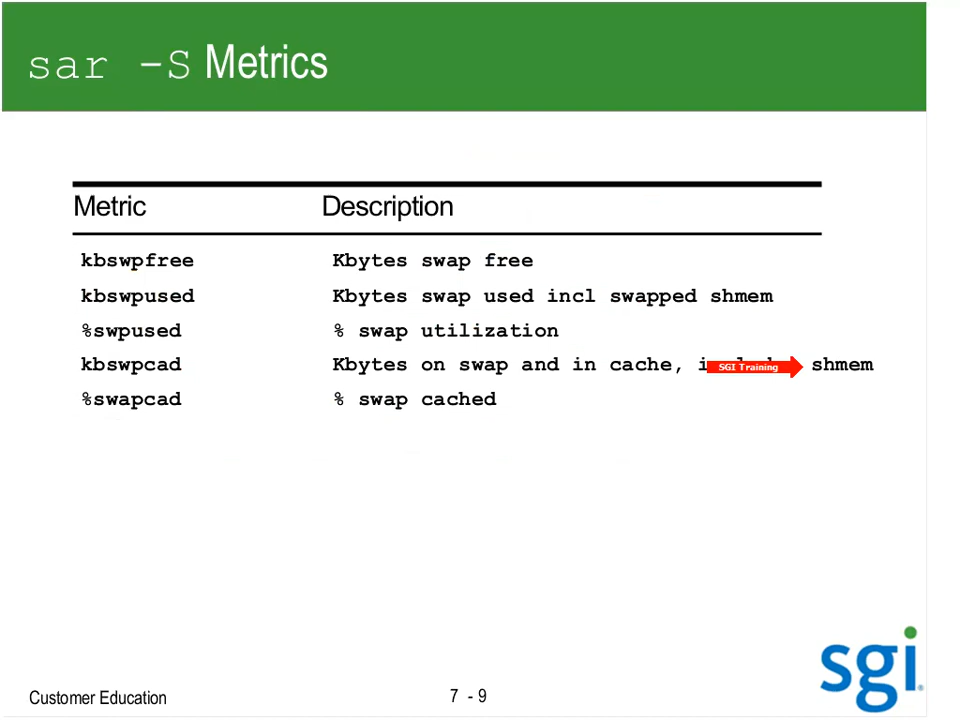 sar -S Metrics
Metric Description
kbswpfree Kbytes swap free
kbswpused Kbytes swap used incl swapped shmem
%swpused % swap utilization
kbswpcad Kbytes on swap and in cache, shmem
SGI Training
%swapcad % swap cached
sgi
Customer Education 7 - 9